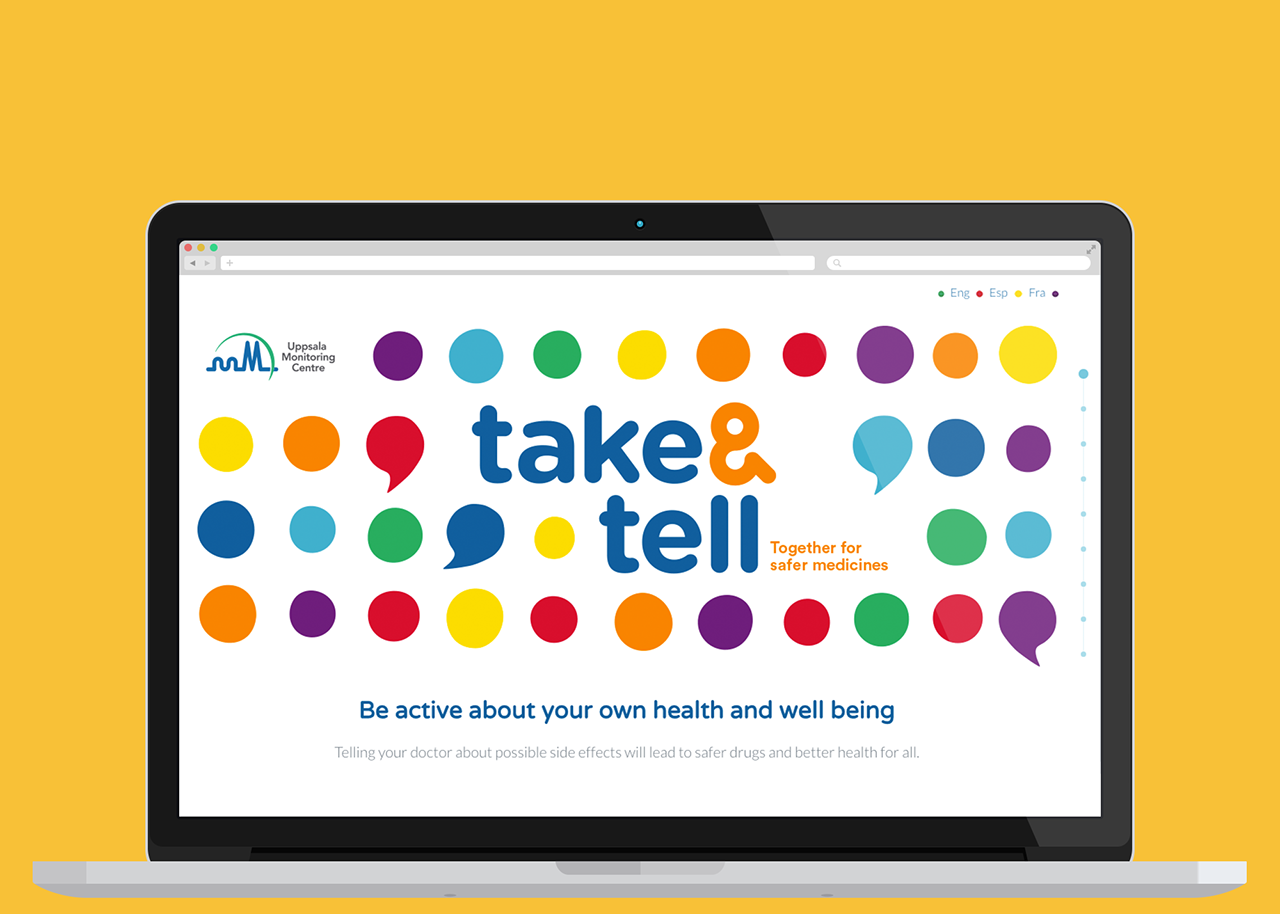 Eng Esp Fra
Uppsala
Monitoring
Centre
take&
tell
Together for
safer medicines
Be active about your own health and well being
Telling your doctor about possible side effects will lead to safer drugs and better health for all.